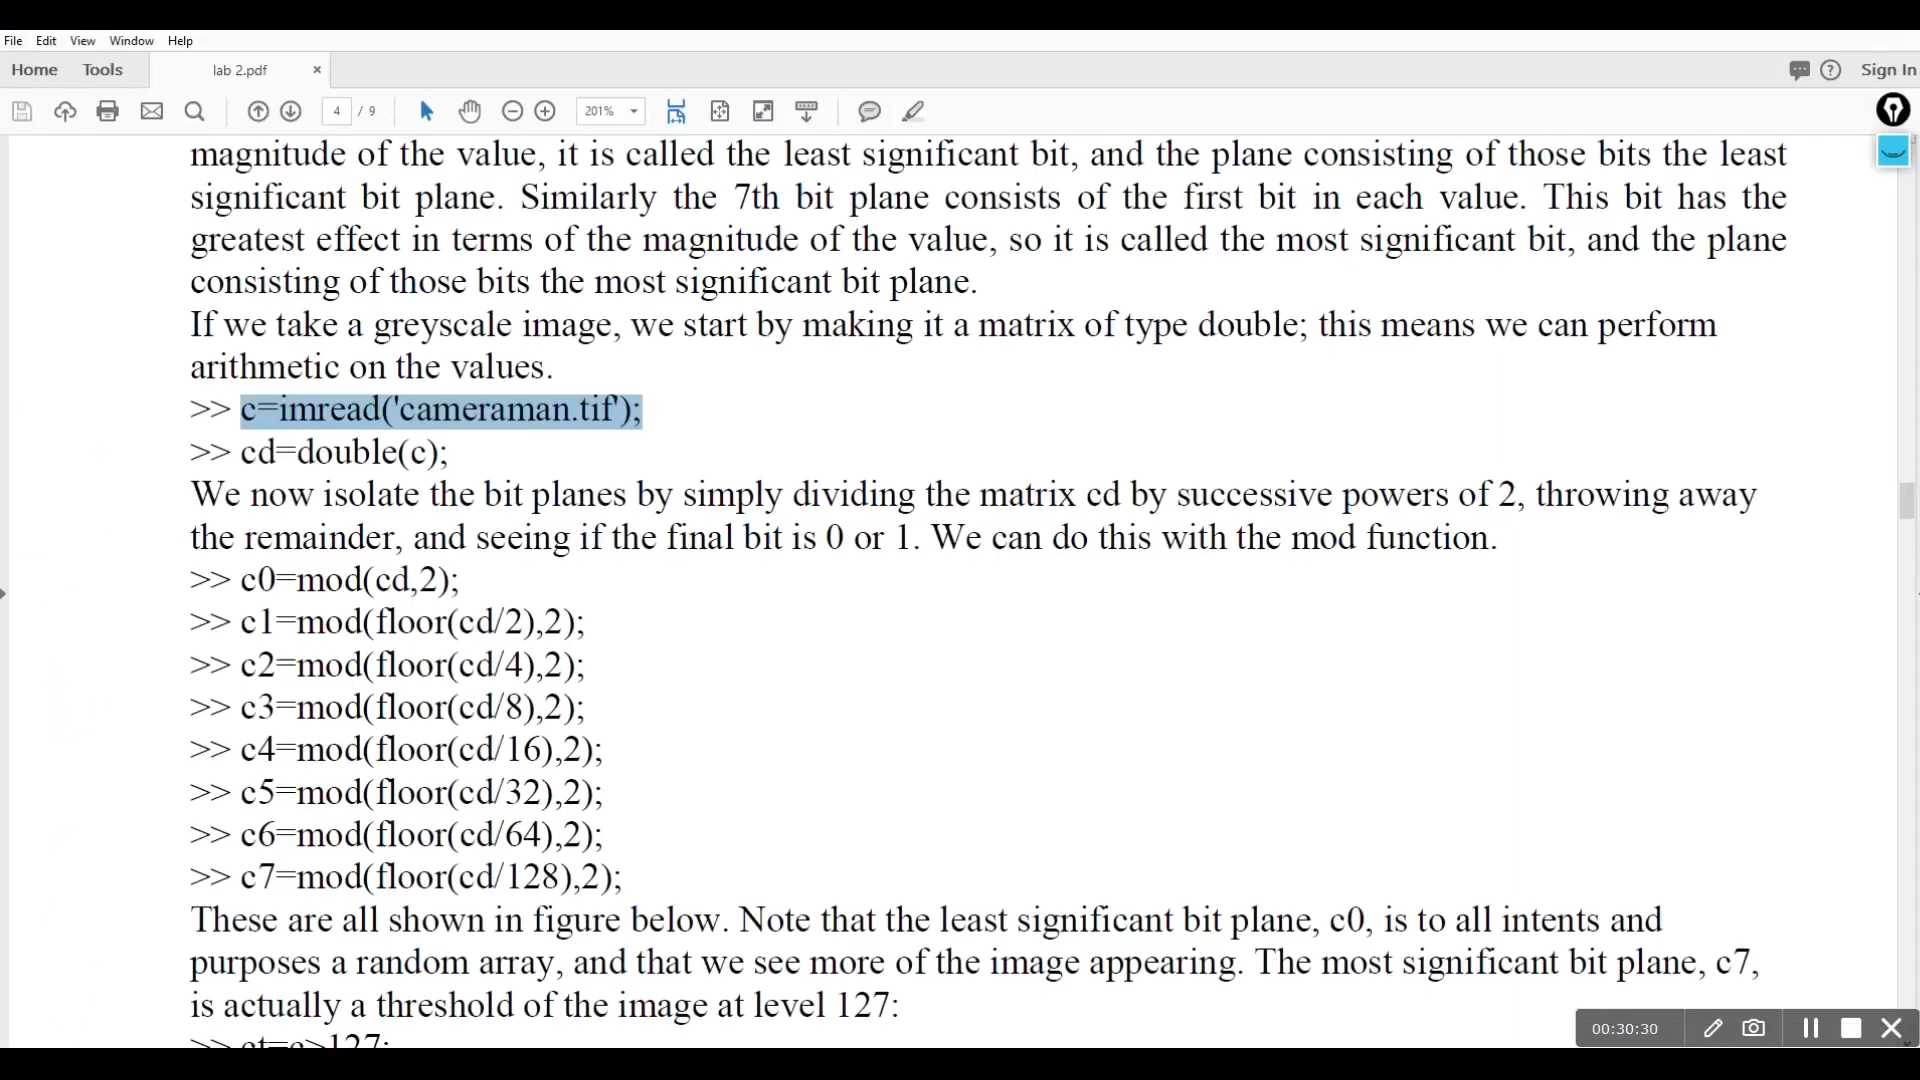 File Edit View Window Help
Home Tools lab 2.pdf × Sign In
4 / 9 201%
magnitude of the value, it is called the least significant bit, and the plane consisting of those bits the least
significant bit plane. Similarly the 7th bit plane consists of the first bit in each value. This bit has the
greatest effect in terms of the magnitude of the value, so it is called the most significant bit, and the plane
consisting of those bits the most significant bit plane.
If we take a greyscale image, we start by making it a matrix of type double; this means we can perform
arithmetic on the values.
>> c=imread('cameraman.tif');
>> cd=double(c);
We now isolate the bit planes by simply dividing the matrix cd by successive powers of 2, throwing away
the remainder, and seeing if the final bit is 0 or 1. We can do this with the mod function.
>> c0=mod(cd,2);
>> c1=mod(floor(cd/2),2);
>> c2=mod(floor(cd/4),2);
>> c3=mod(floor(cd/8),2);
>> c4=mod(floor(cd/16),2);
>> c5=mod(floor(cd/32),2);
>> c6=mod(floor(cd/64),2);
>> c7=mod(floor(cd/128),2);
These are all shown in figure below. Note that the least significant bit plane, c0, is to all intents and
purposes a random array, and that we see more of the image appearing. The most significant bit plane, c7,
is actually a threshold of the image at level 127:
>> ct=c>127;
00:30:30